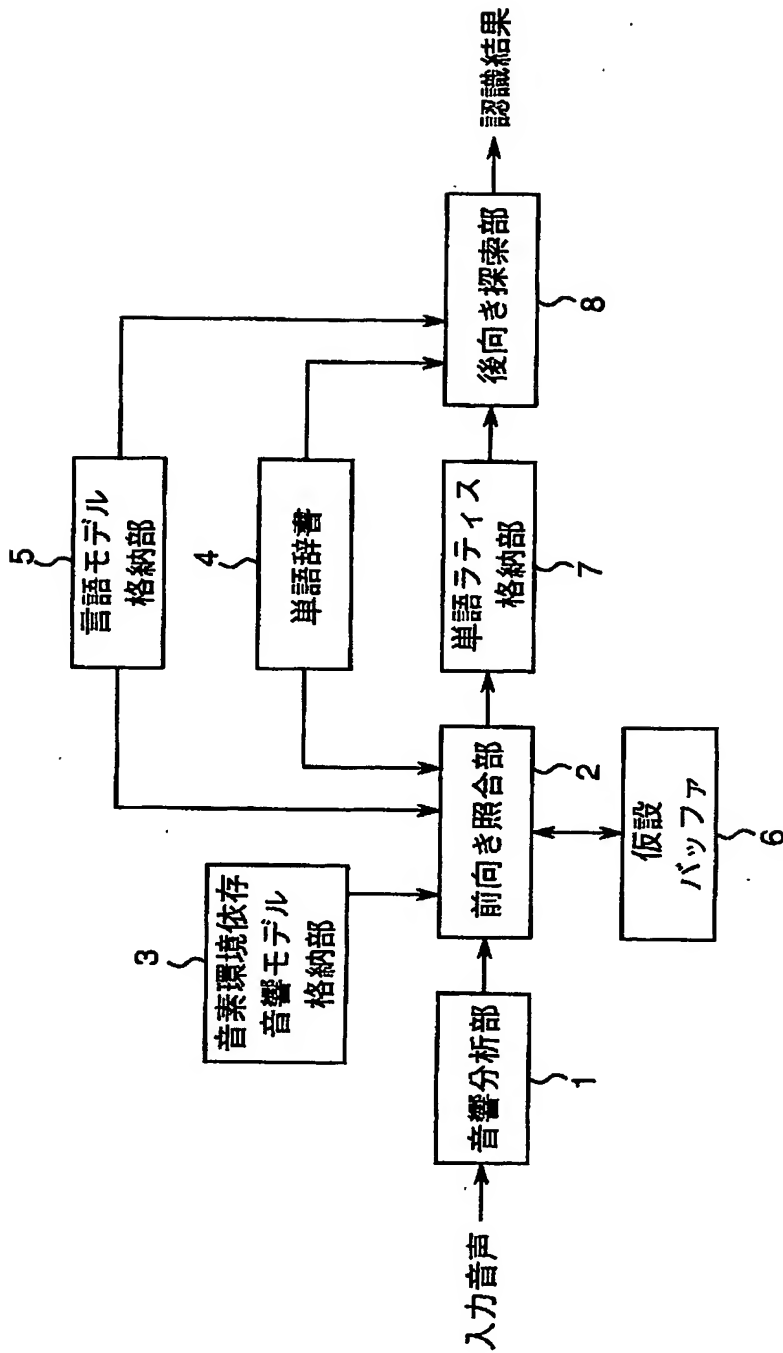 入力音声
音響分析部
1
音素環境依存
音響モデル
格納部
3
前向き照合部
2
言語モデル
格納部
5
単語辞書
4
仮設
バッファ
6
単語ラティス
格納部
7
後向き探索部
8
認識結果